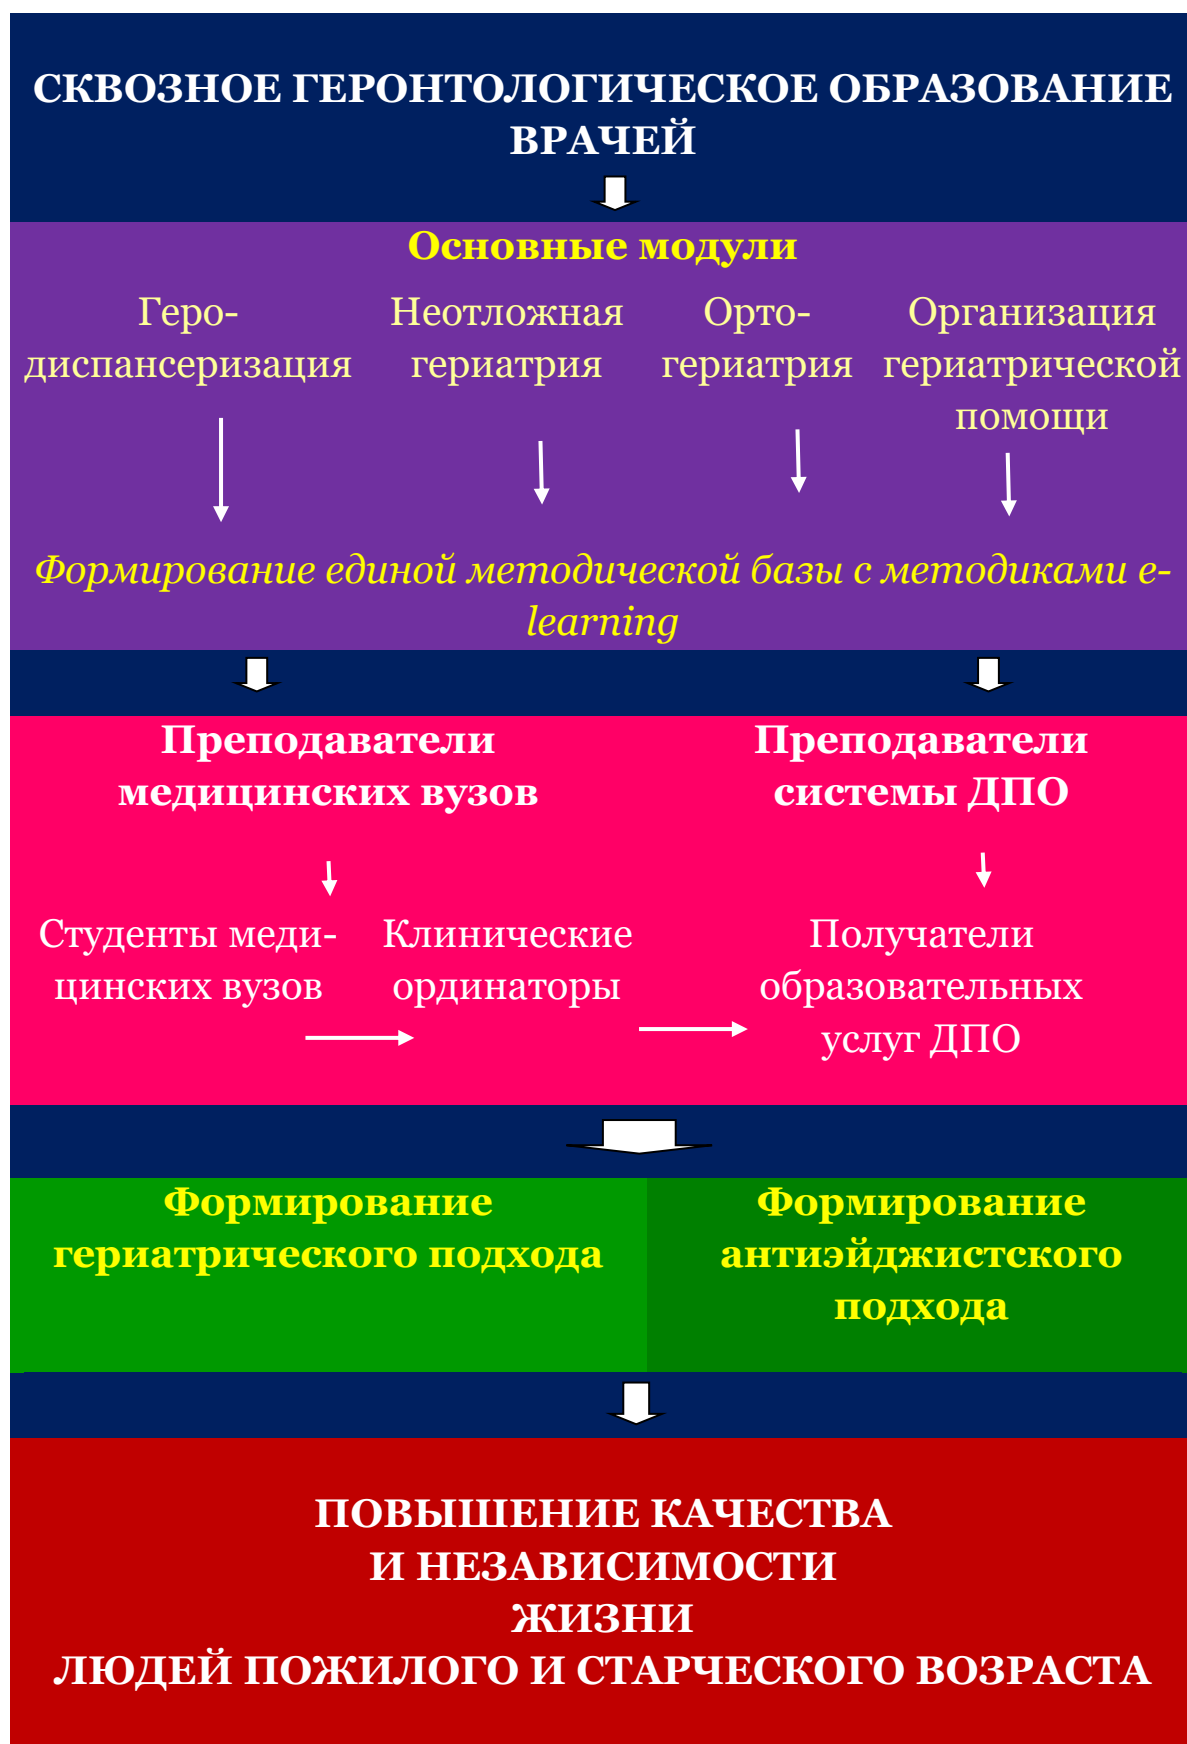 СКВОЗНОЕ ГЕРОНТОЛОГИЧЕСКОЕ ОБРАЗОВАНИЕ
ВРАЧЕЙ
Основные модули
Геро-
диспансеризация
Неотложная
гериатрия
Орто-
гериатрия
Организация
гериатрической
помощи
Формирование единой методической базы с методиками e-
learning
Преподаватели
медицинских вузов
Преподаватели
системы ДПО
Студенты меди-
цинских вузов
Клинические
ординаторы
Получатели
образовательных
услуг ДПО
Формирование
гериатрического подхода
Формирование
антиэйджистского
подхода
ПОВЫШЕНИЕ КАЧЕСТВА
И НЕЗАВИСИМОСТИ
ЖИЗНИ
ЛЮДЕЙ ПОЖИЛОГО И СТАРЧЕСКОГО ВОЗРАСТА